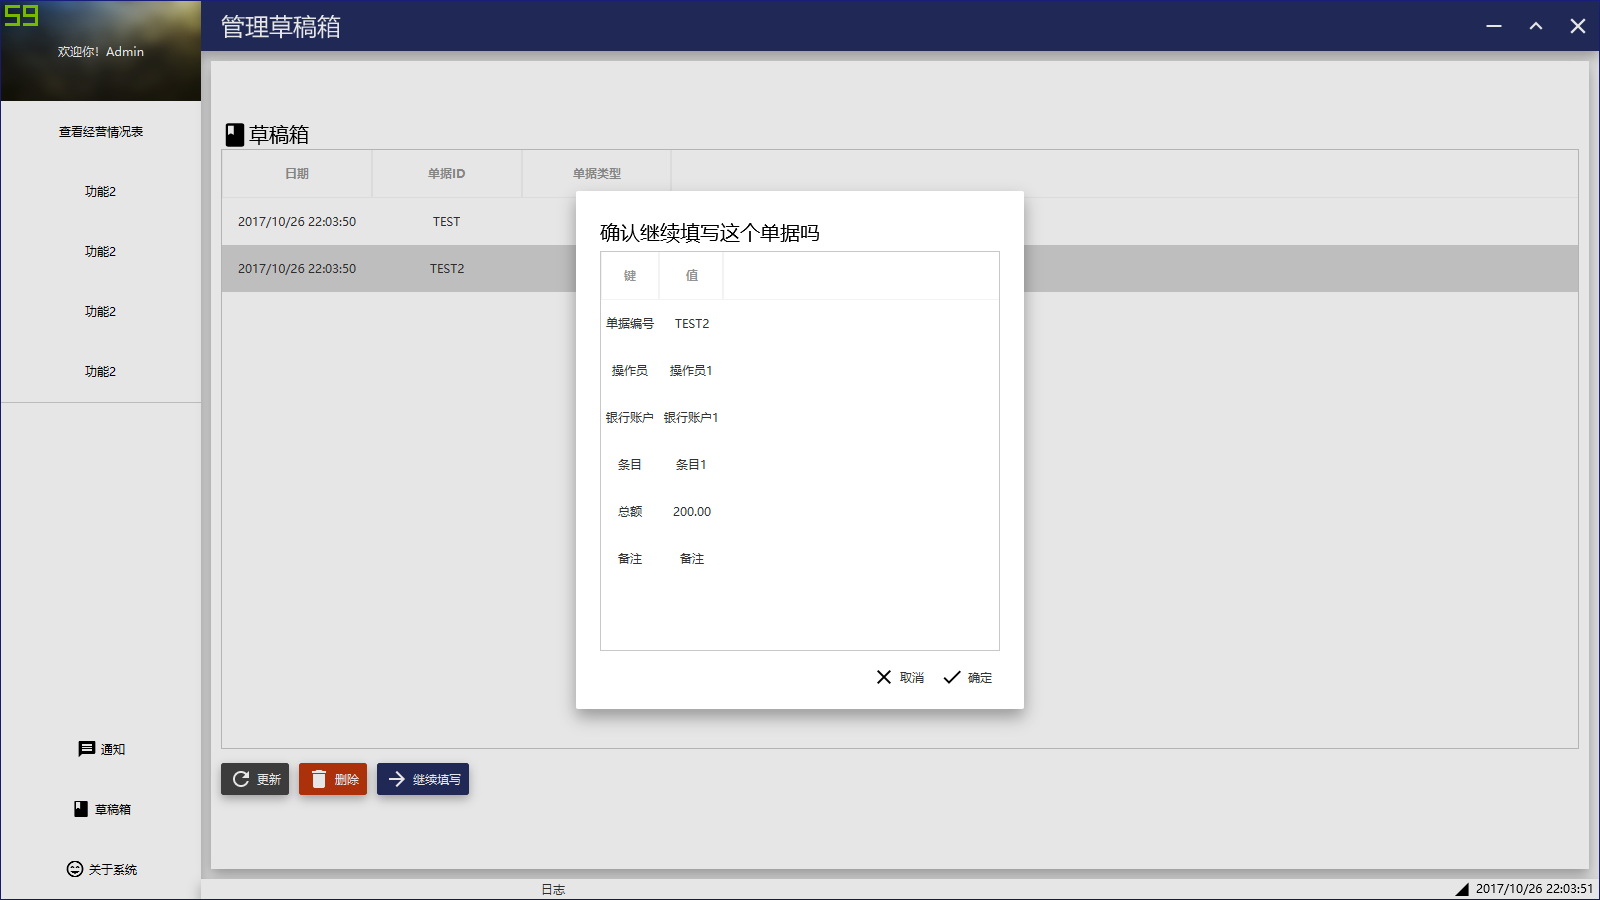 59
欢迎你！Admin
管理草稿箱
查看经营情况表
功能2
功能2
功能2
功能2
通知
草稿箱
关于系统
草稿箱
日期 单据ID 单据类型
2017/10/26 22:03:50 TEST
2017/10/26 22:03:50 TEST2
确认继续填写这个单据吗
键 值
单据编号 TEST2
操作员 操作员1
银行账户 银行账户1
条目 条目1
总额 200.00
备注 备注
取消 确定
更新 删除 继续填写
日志 2017/10/26 22:03:51